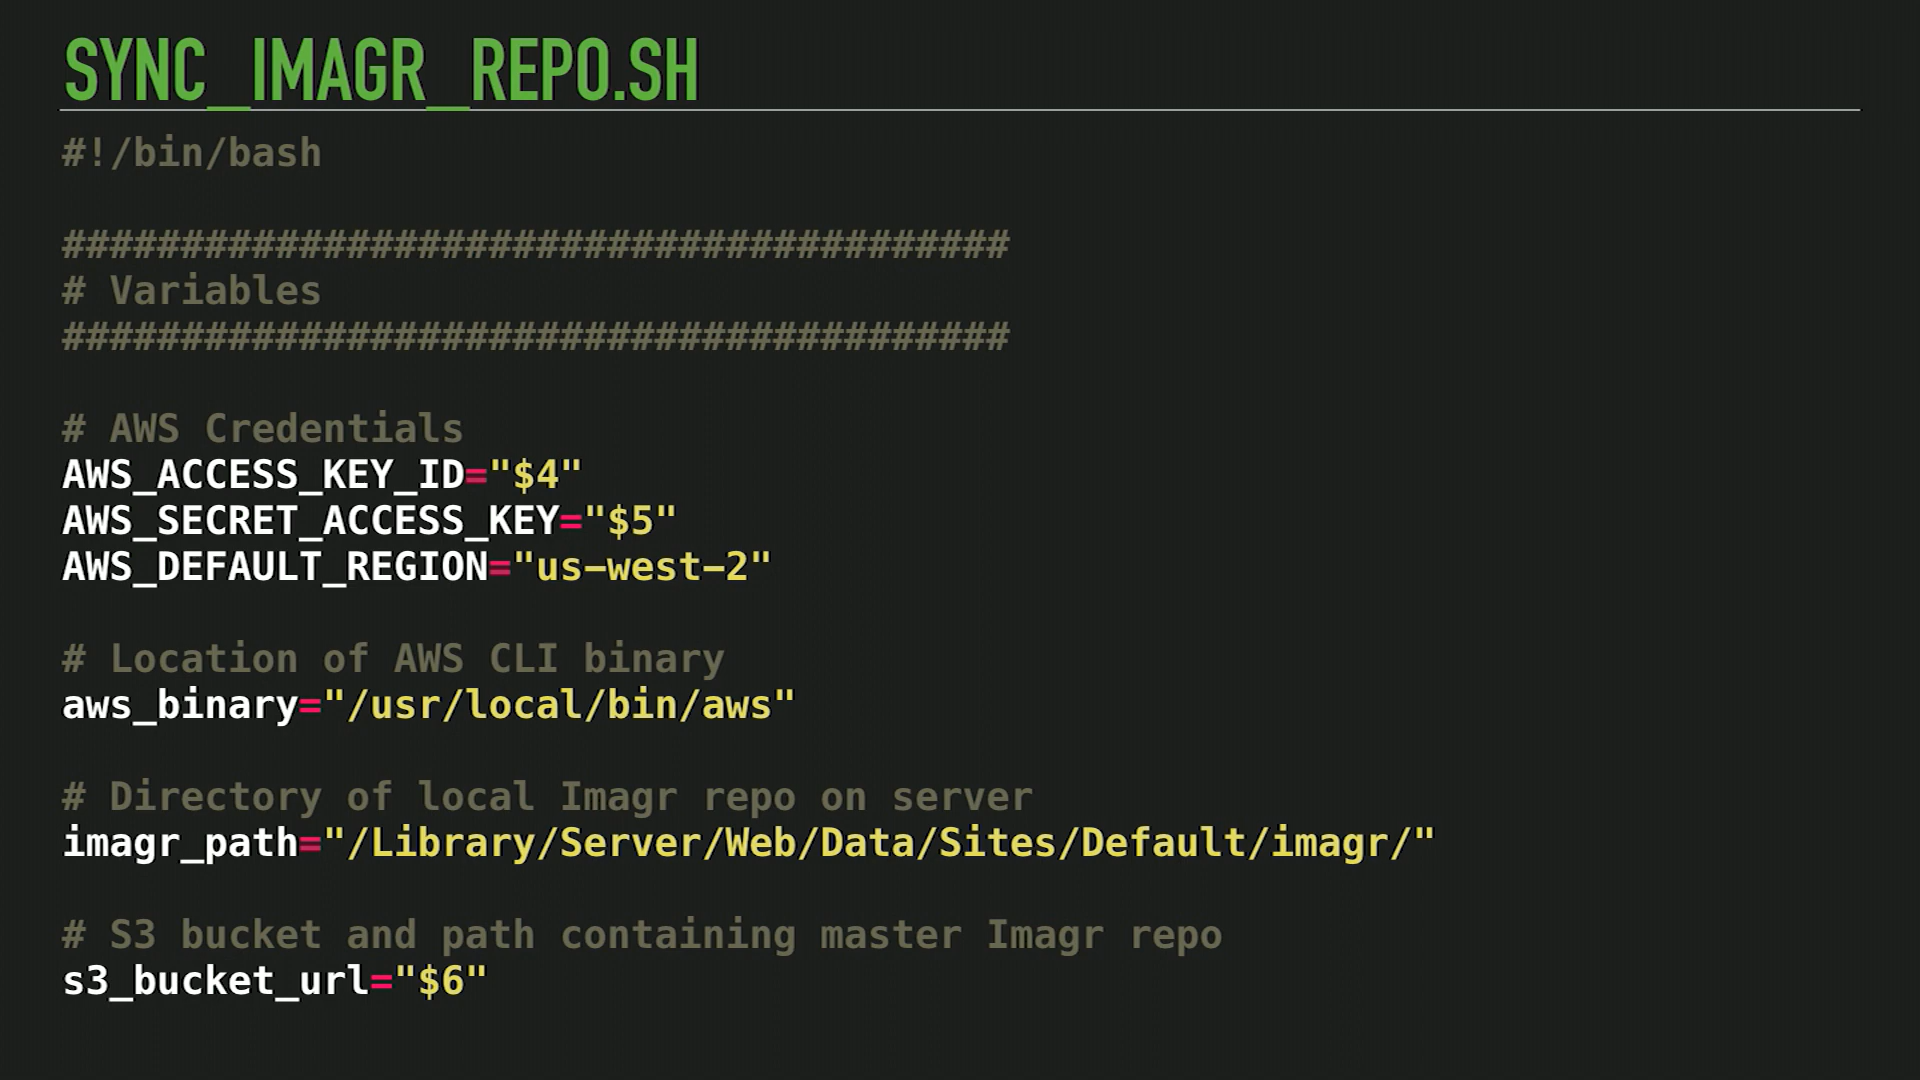 SYNC_IMAGR_REPO.SH
#!/bin/bash
########################################
# Variables
########################################
# AWS Credentials
AWS_ACCESS_KEY_ID="$4"
AWS_SECRET_ACCESS_KEY="$5"
AWS_DEFAULT_REGION="us-west-2"
# Location of AWS CLI binary
aws_binary="/usr/local/bin/aws"
# Directory of local Imagr repo on server
imagr_path="/Library/Server/Web/Data/Sites/Default/imagr/"
# S3 bucket and path containing master Imagr repo
s3_bucket_url="$6"